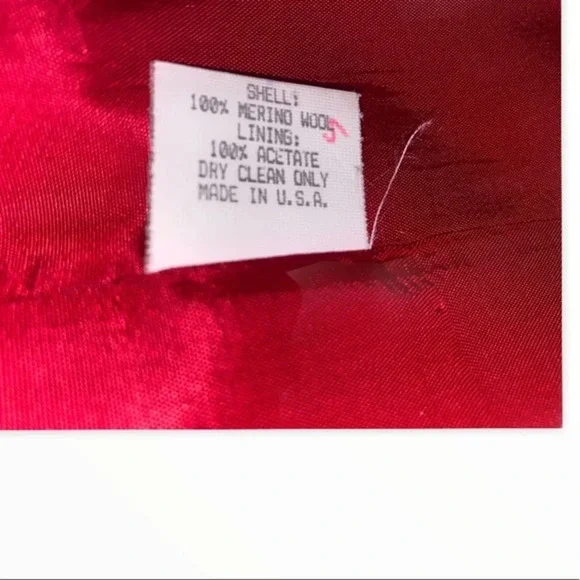 SHELL:
100% MERINO WOOL
LINING:
100% ACETATE
DRY CLEAN ONLY
MADE IN U.S.A.